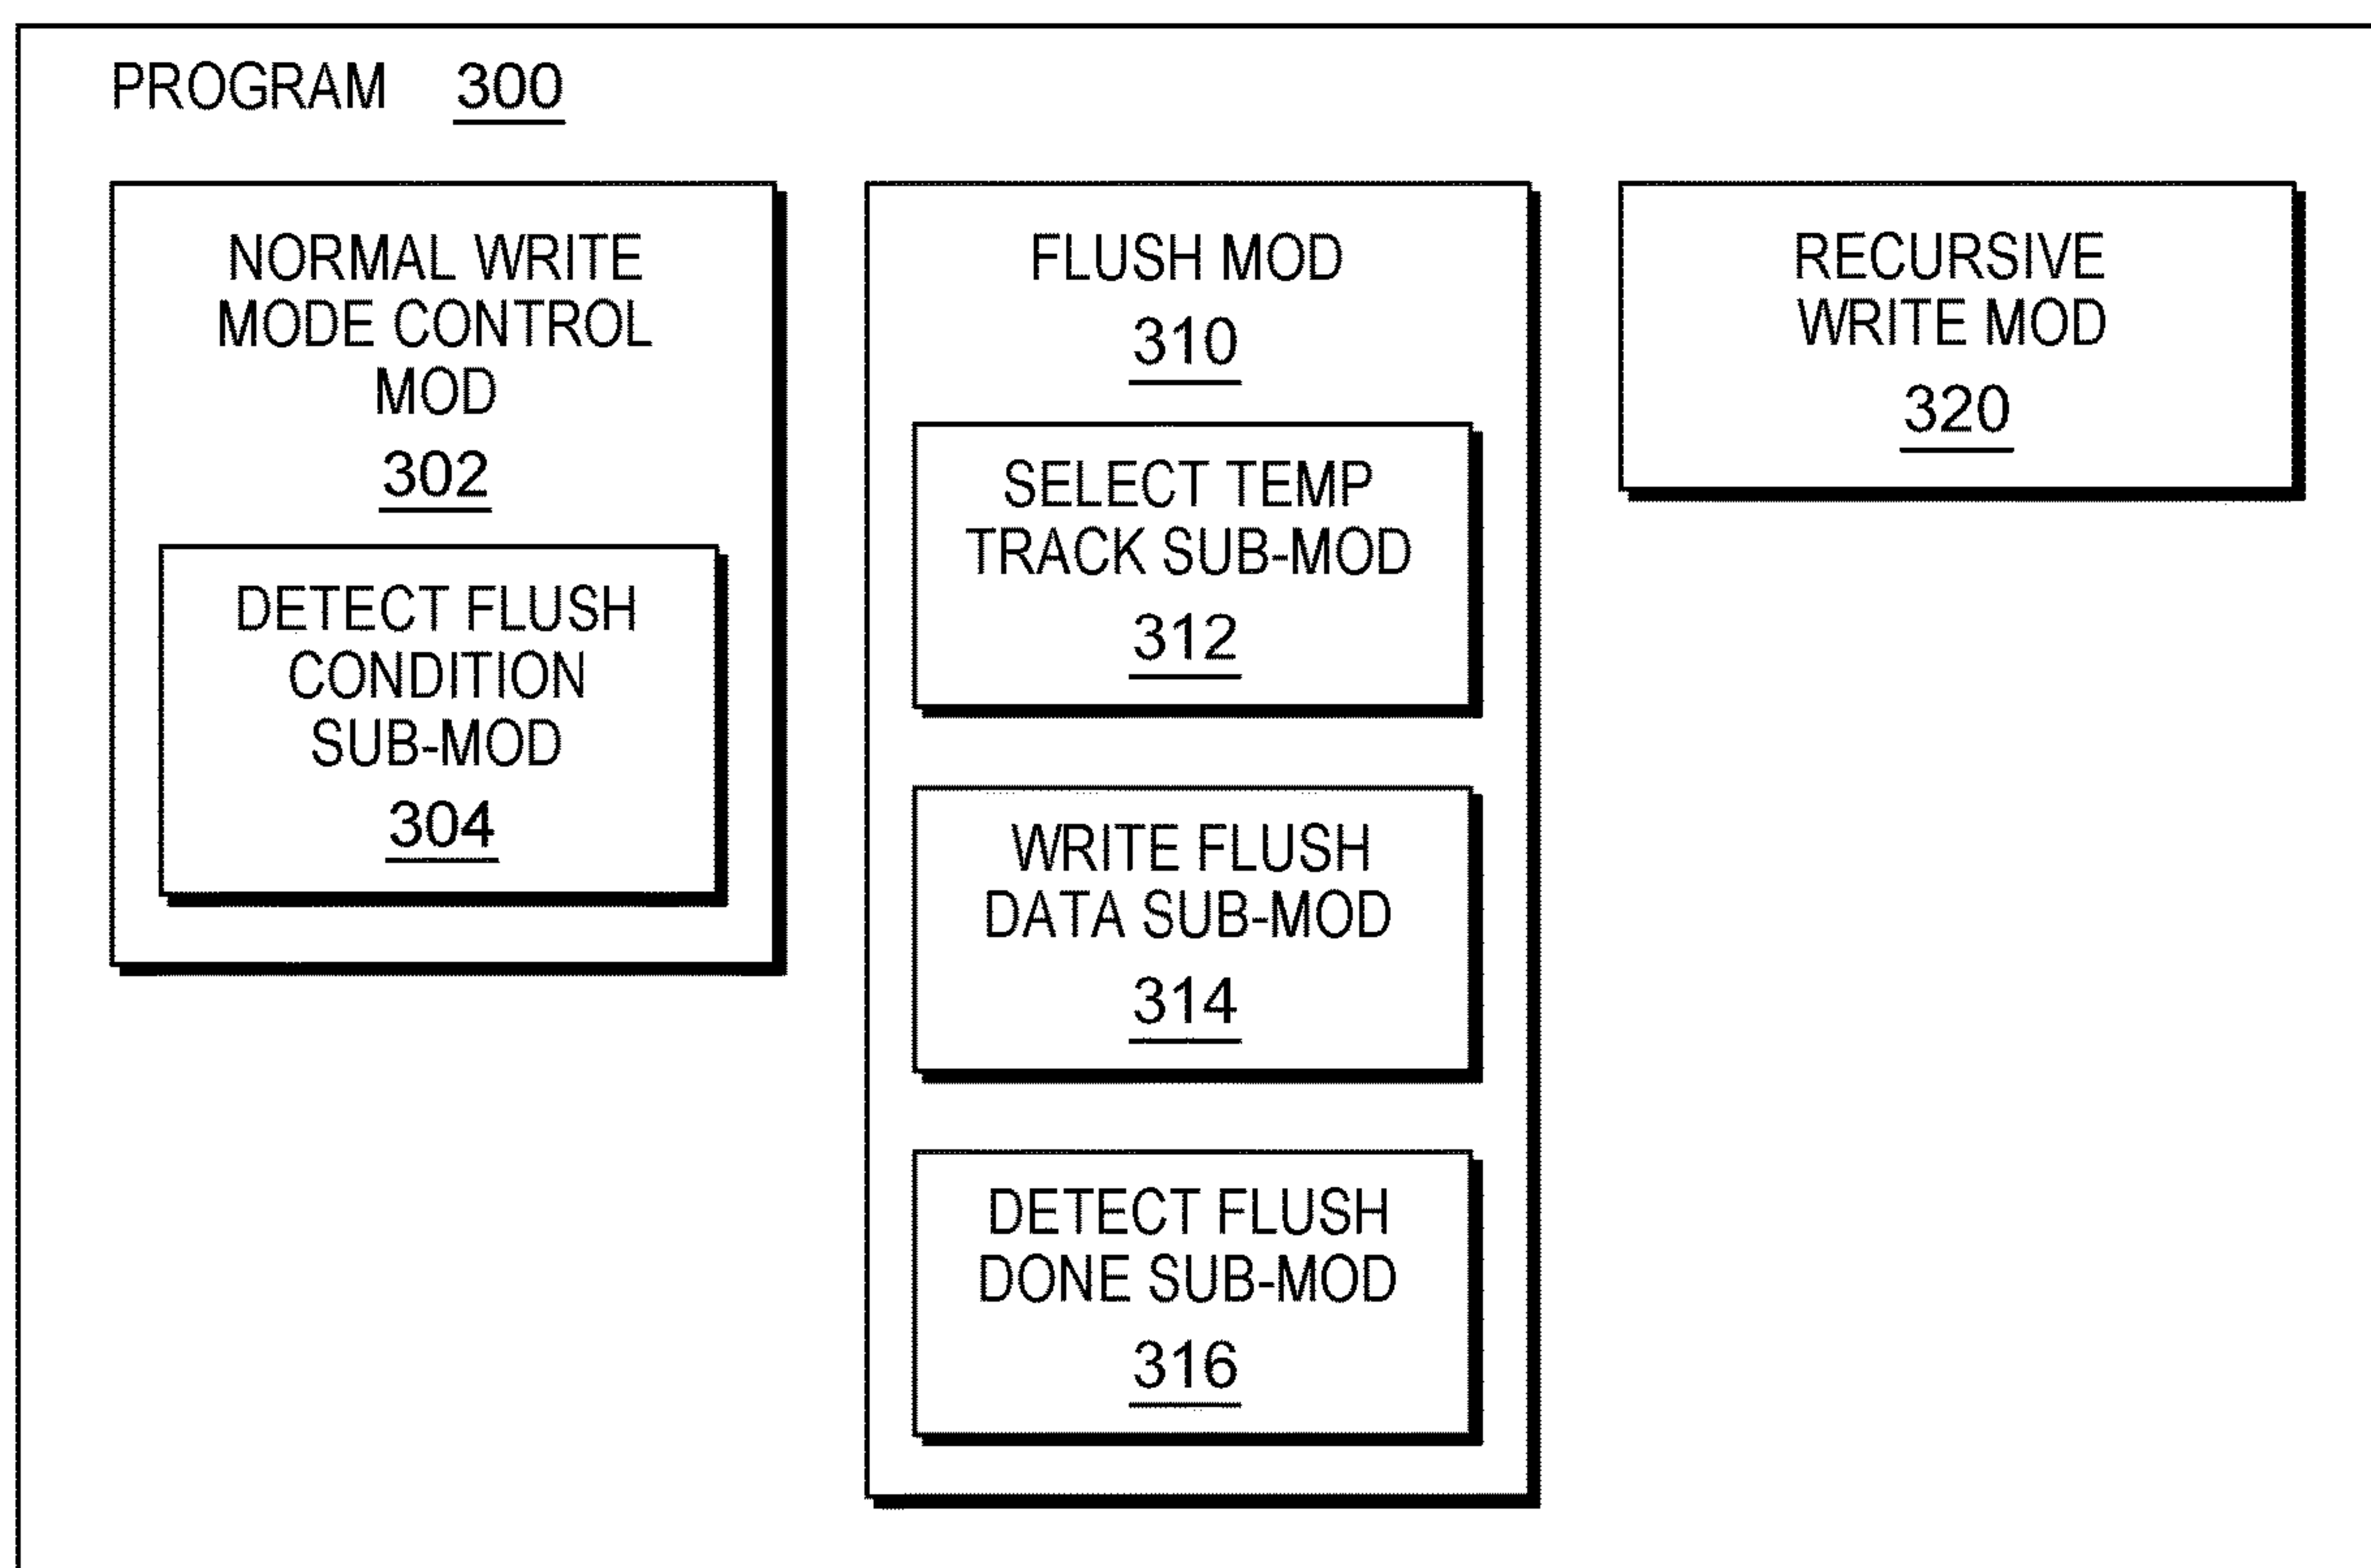 PROGRAM 300
NORMAL WRITE
MODE CONTROL
MOD
302
DETECT FLUSH
CONDITION
SUB-MOD
304
FLUSH MOD
310
SELECT TEMP
TRACK SUB-MOD
312
WRITE FLUSH
DATA SUB-MOD
314
DETECT FLUSH
DONE SUB-MOD
316
RECURSIVE
WRITE MOD
320